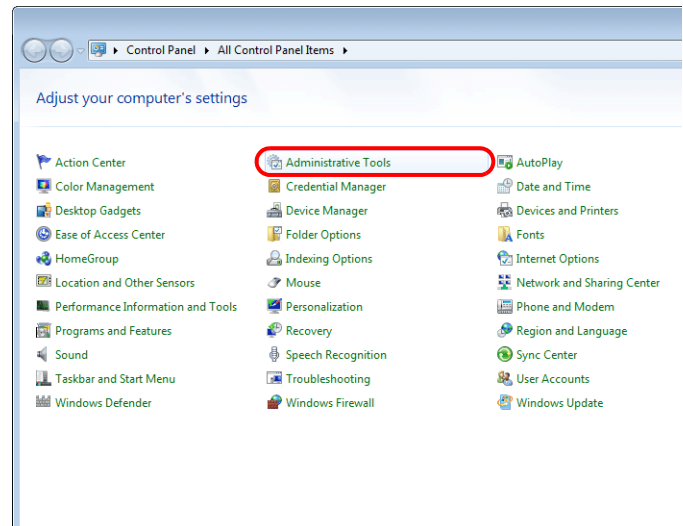 Control Panel All Control Panel Items
Adjust your computer's settings
Action Center Administrative Tools AutoPlay
Color Management Credential Manager Date and Time
Desktop Gadgets Device Manager Devices and Printers
Ease of Access Center Folder Options Fonts
HomeGroup Indexing Options Internet Options
Location and Other Sensors Mouse Network and Sharing Center
Performance Information and Tools Personalization Phone and Modem
Programs and Features Recovery Region and Language
Sound Speech Recognition Sync Center
Taskbar and Start Menu Troubleshooting User Accounts
Windows Defender Windows Firewall Windows Update